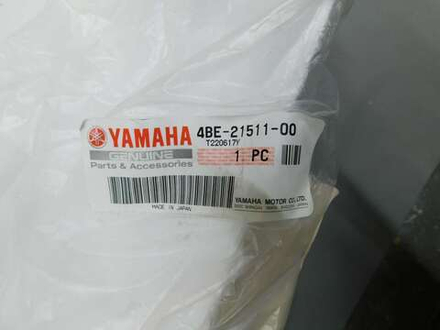 YAMAHA 4BE-21511-00
T220617Y
GENUINE
Parts & Accessories
1 PC
MADE IN JAPAN
YAMAHA MOTOR CO., LTD.